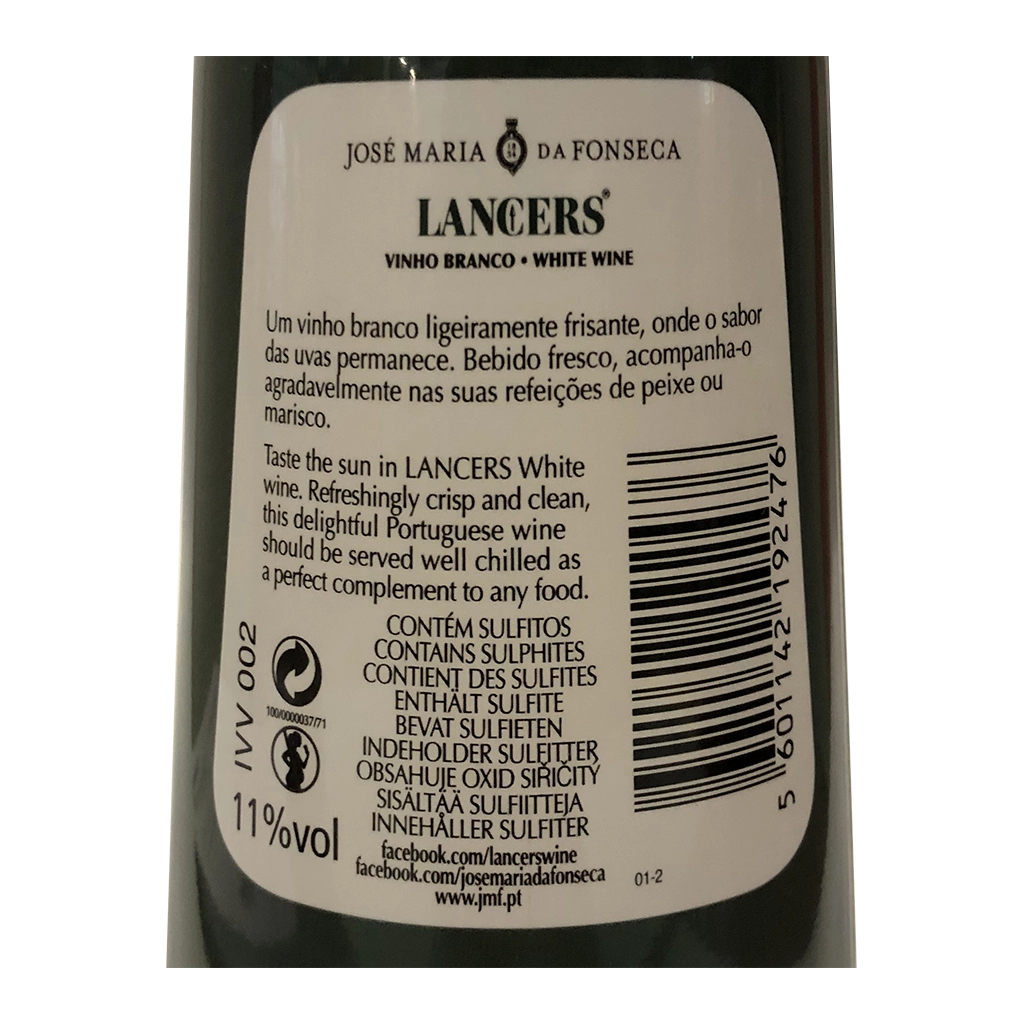 JOSÉ MARIA DA FONSECA
LANCERS®
VINHO BRANCO • WHITE WINE
Um vinho branco ligeiramente frisante, onde o sabor
das uvas permanece. Bebido fresco, acompanha-o
agradavelmente nas suas refeições de peixe ou
marisco.
Taste the sun in LANCERS White
wine. Refreshingly crisp and clean,
this delightful Portuguese wine
should be served well chilled as
a perfect complement to any food.
CONTÉM SULFITOS
CONTAINS SULPHITES
CONTIENT DES SULFITES
ENTHÄLT SULFITE
BEVAT SULFIETEN
INDEHOLDER SULFITTER
OBSAHUJE OXID SIŘIČITÝ
SISÄLTÄÄ SULFIITTEJA
INNEHÅLLER SULFITER
facebook.com/lancerswine
facebook.com/josemariadafonseca
www.jmf.pt
IVV 002
100/0000037/71
11%vol
5 601142 192476
01-2